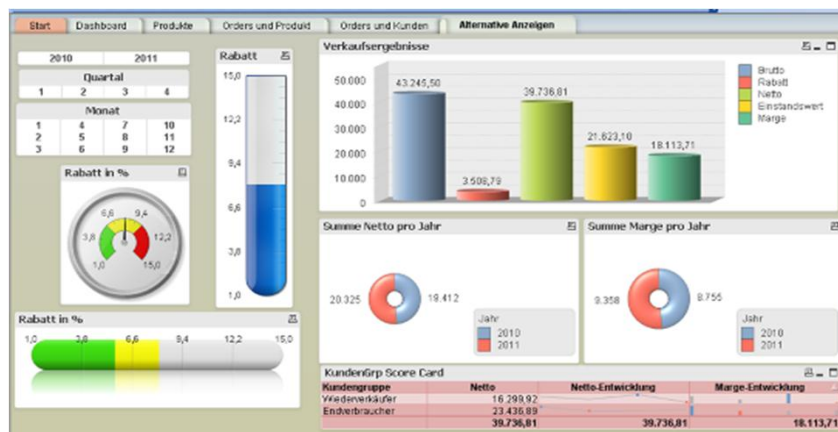 Start Dashboard Produkte Orders und Produkt Orders und Kunden Alternative Anzeigen
2010 2011
Quartal
1 2 3 4
Monat
1 4 7 10
2 5 8 11
3 6 9 12
Rabatt in %
6,6 9,4
3,8 12,2
1,0 15,0
Rabatt
15,0
12,2
9,4
6,6
3,8
1,0
Rabatt in %
1,0 3,8 6,6 9,4 12,2 15,0
Verkaufsergebnisse
50.000
40.000
30.000
20.000
10.000
0
43.245,50
3.508,79
39.736,81
21.623,10
18.113,71
Brutto
Rabatt
Netto
Einstandswert
Marge
Summe Netto pro Jahr
20.325 19.412
Jahr
2010
2011
Summe Marge pro Jahr
9.358 8.755
Jahr
2010
2011
KundenGrp Score Card
Kundengruppe Netto Netto-Entwicklung Marge-Entwicklung
Wiederverkäufer 16.299,92
Endverbraucher 23.436,89
39.736,81 39.736,81 18.113,71